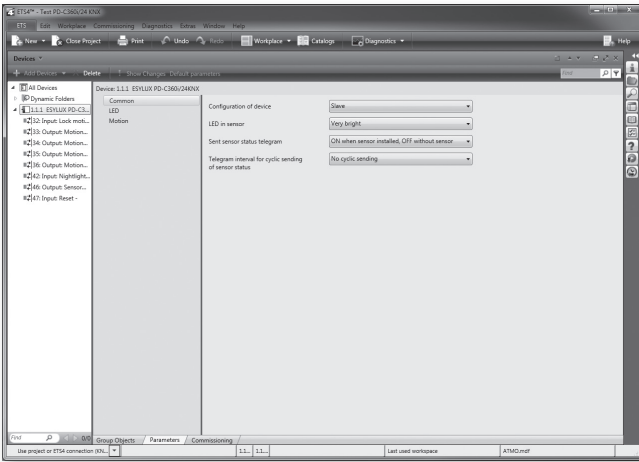 ETS4™ - Test PD-C360i/24 KNX
ETS Edit Workplace Commissioning Diagnostics Extras Window Help
New Close Project Print Undo Redo Workplace Catalogs Diagnostics Help
Devices
Add Devices Delete Show Changes Default parameters Find
All Devices
Dynamic Folders
1.1.1 ESYLUX PD-C3...
32: Input: Lock moti...
33: Output: Motion...
34: Output: Motion...
35: Output: Motion...
36: Output: Motion...
42: Input: Nightlight,...
46: Output: Sensor...
47: Input: Reset -
Device: 1.1.1 ESYLUX PD-C360i/24KNX
Common
LED
Motion
Configuration of device Slave
LED in sensor Very bright
Sent sensor status telegram ON when sensor installed, OFF without sensor
Telegram interval for cyclic sending
of sensor status
No cyclic sending
Find 0/0
Group Objects Parameters Commissioning
Use project or ETS4 connection (KN... 1.1... 1.1... Last used workspace ATMO.mdf